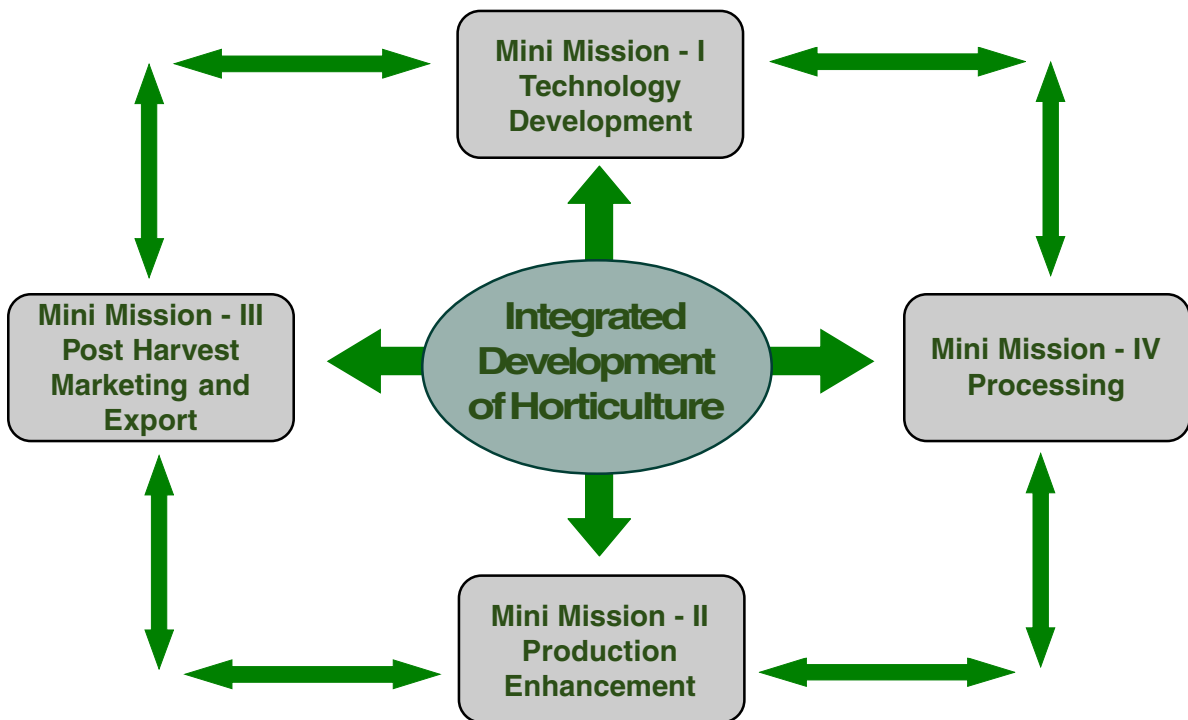 Mini Mission - I
Technology
Development
Mini Mission - III
Post Harvest
Marketing and
Export
Integrated
Development
of Horticulture
Mini Mission - IV
Processing
Mini Mission - II
Production
Enhancement